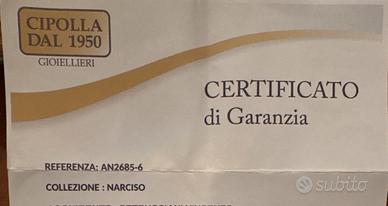 CIPOLLA
DAL 1950
GIOIELLIERI
CERTIFICATO
di Garanzia
REFERENZA: AN2685-6
COLLEZIONE : NARCISO
subito